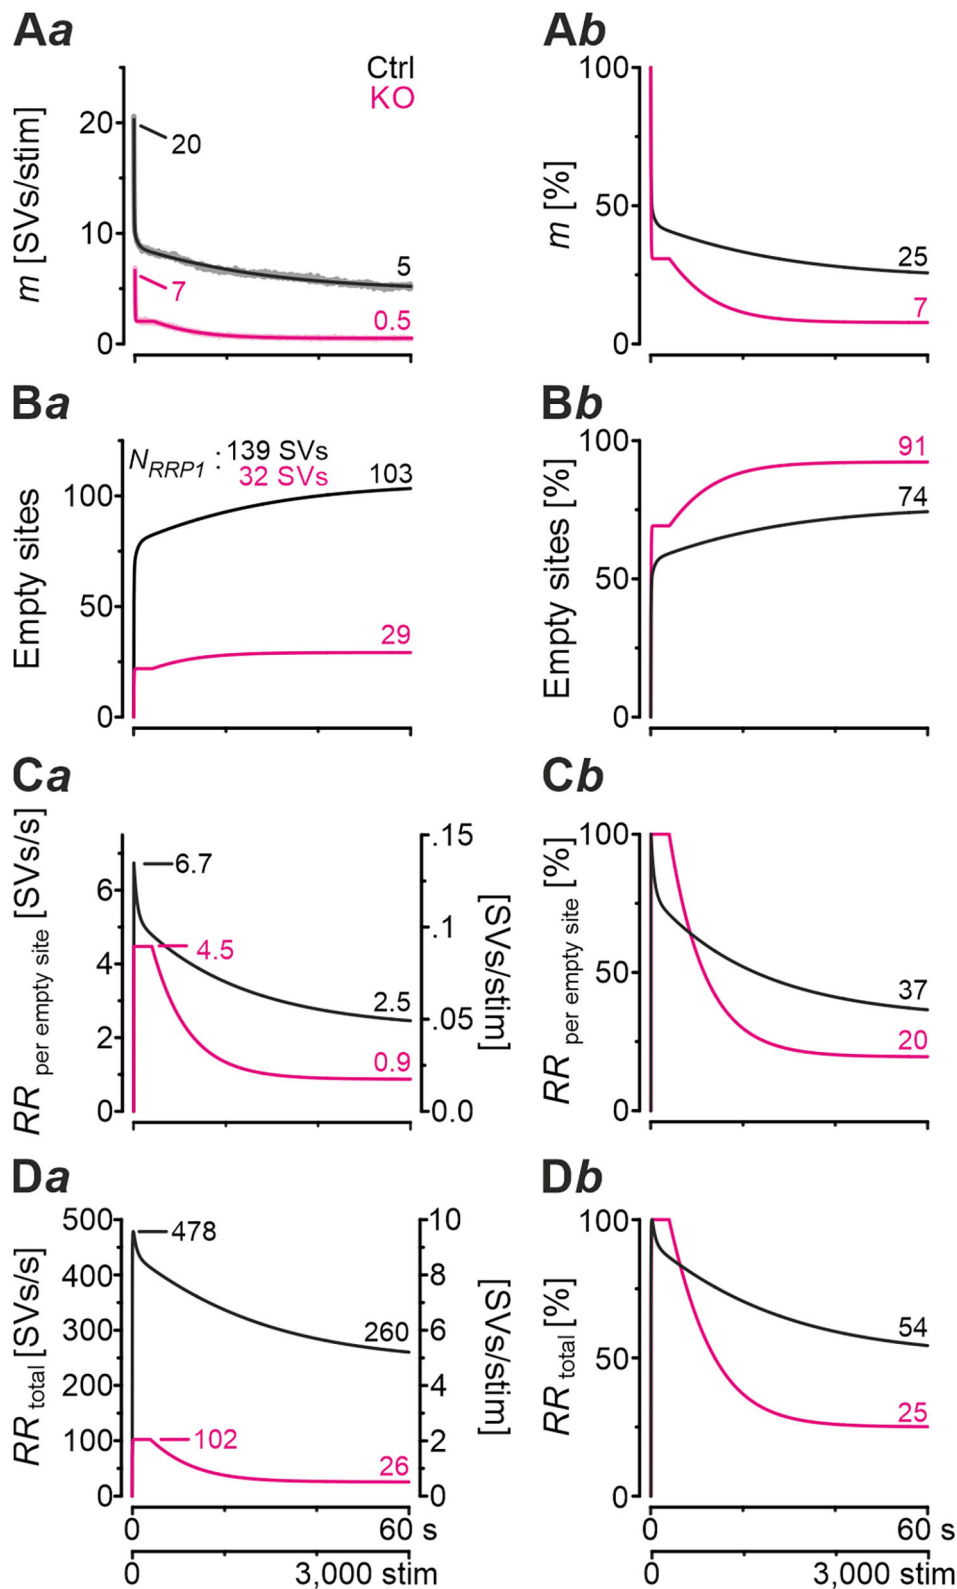 Aa
Ctrl
KO
m [SVs/stim]
20
10
0
20
7
5
0.5
Ab
m [%]
100
50
0
25
7
Ba
Empty sites
100
50
0
NRRP1 : 139 SVs
: 32 SVs
103
29
Bb
Empty sites [%]
100
50
0
91
74
Ca
RR per empty site [SVs/s]
6
4
2
0
6.7
4.5
2.5
0.9
.15
.1
.05
0.0
[SVs/stim]
Cb
RR per empty site [%]
100
50
0
37
20
Da
RR total [SVs/s]
500
400
300
200
100
0
478
260
102
26
10
8
6
4
2
0
[SVs/stim]
0 60 s
0 3,000 stim
Db
RR total [%]
100
50
0
54
25
0 60 s
0 3,000 stim